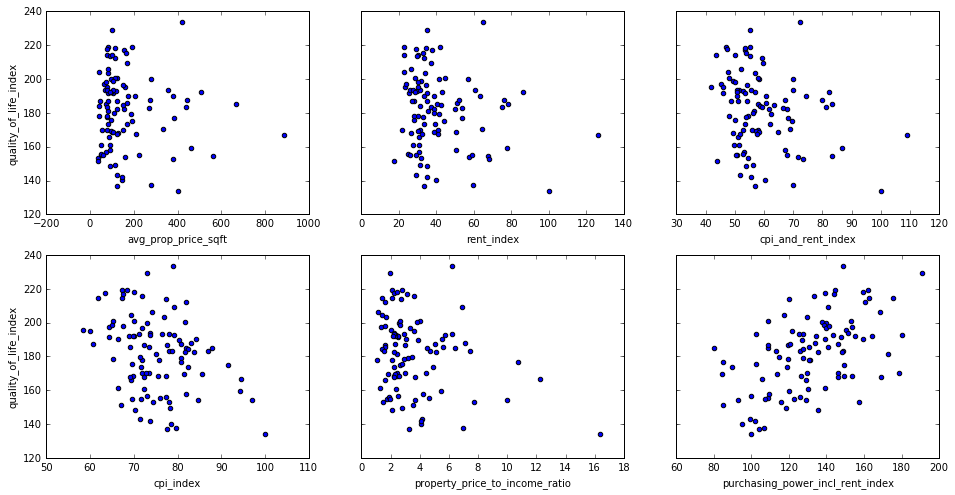 240
220
200
180
160
140
120
quality_of_life_index
−200 0 200 400 600 800 1000
avg_prop_price_sqft
0 20 40 60 80 100 120 140
rent_index
30 40 50 60 70 80 90 100 110 120
cpi_and_rent_index
240
220
200
180
160
140
120
quality_of_life_index
50 60 70 80 90 100 110
cpi_index
0 2 4 6 8 10 12 14 16 18
property_price_to_income_ratio
60 80 100 120 140 160 180 200
purchasing_power_incl_rent_index